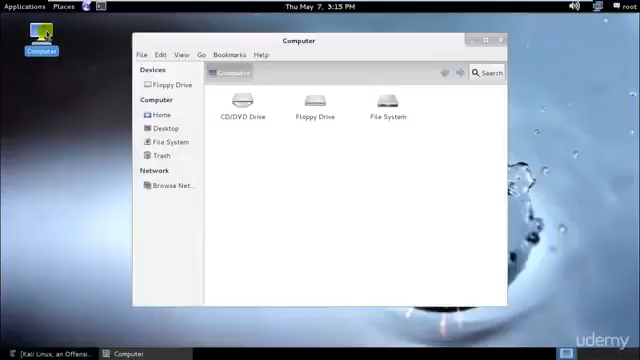 Applications Places Thu May 7, 3:15 PM root
Computer
Computer
File Edit View Go Bookmarks Help
Devices
Floppy Drive
Computer
Home
Desktop
File System
Trash
Network
Browse Net...
Computer
Search
CD/DVD Drive Floppy Drive File System
[Kali Linux, an Offensi... Computer
udemy